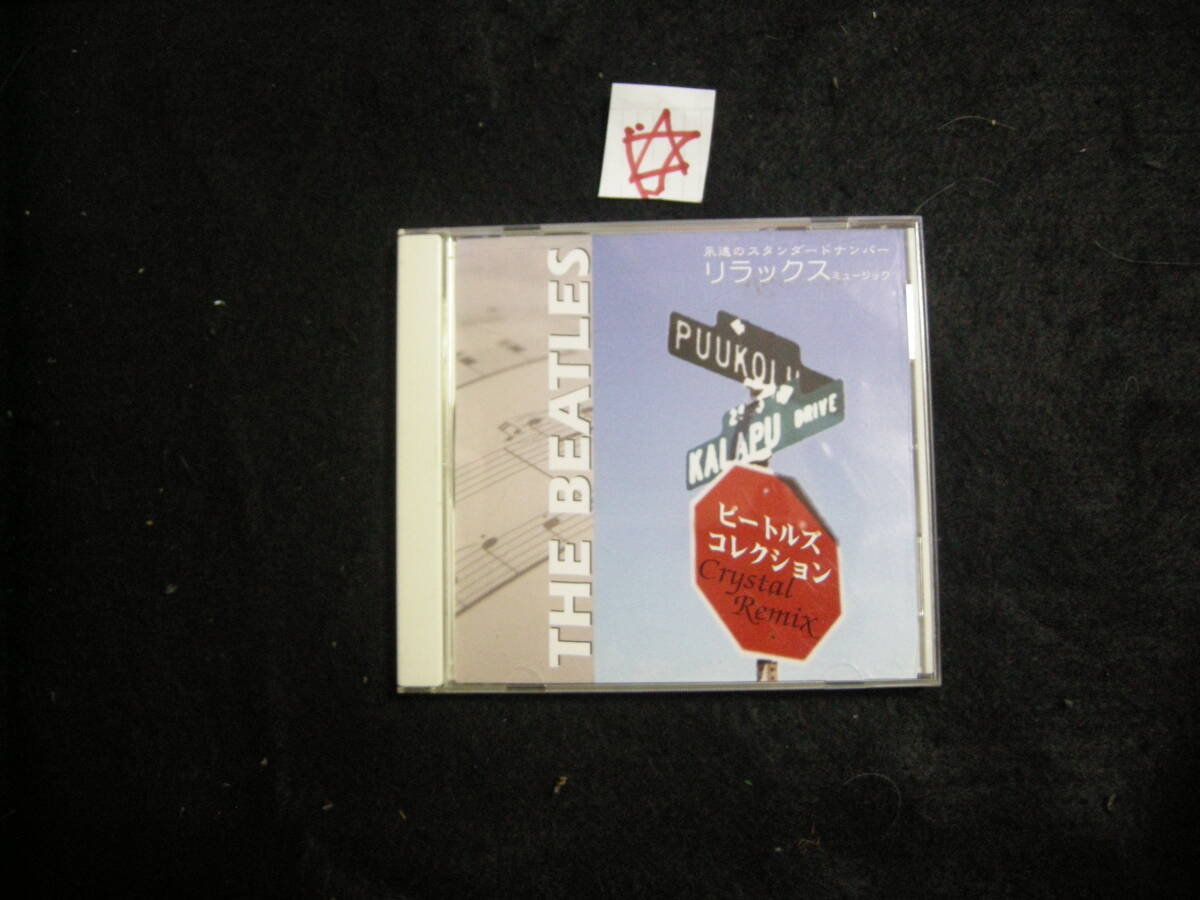 THE BEATLES
永遠のスタンダードナンバー
リラックスミュージック
PUUKOLU
KALAPU DRIVE
ビートルズ
コレクション
Crystal
Remix